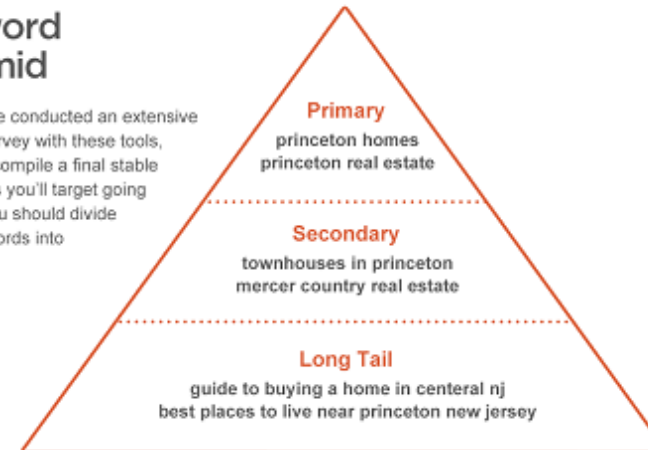 ord
mid
e conducted an extensive
rvey with these tools,
ompile a final stable
s you'll target going
u should divide
ords into
Primary
princeton homes
princeton real estate
Secondary
townhouses in princeton
mercer country real estate
Long Tail
guide to buying a home in centeral nj
best places to live near princeton new jersey